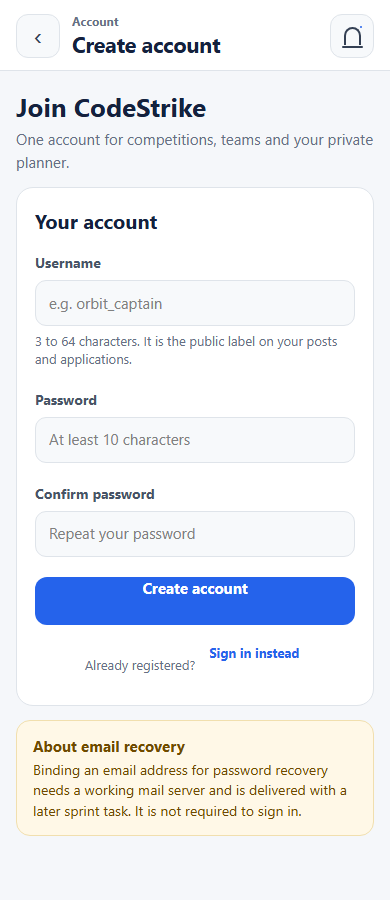 Account
Create account
Join CodeStrike
One account for competitions, teams and your private
planner.
Your account
Username
e.g. orbit_captain
3 to 64 characters. It is the public label on your posts
and applications.
Password
At least 10 characters
Confirm password
Repeat your password
Create account
Already registered? Sign in instead
About email recovery
Binding an email address for password recovery
needs a working mail server and is delivered with a
later sprint task. It is not required to sign in.